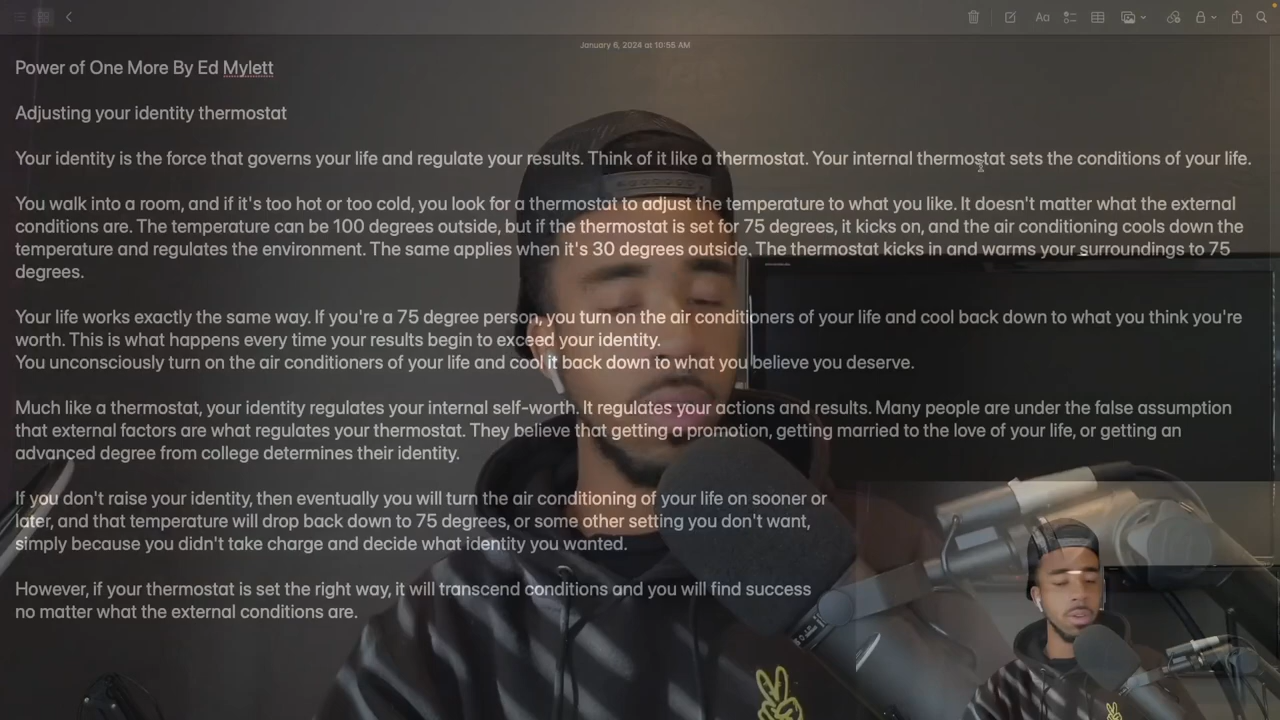 January 6, 2024 at 10:55 AM
Power of One More By Ed Mylett
Adjusting your identity thermostat
Your identity is the force that governs your life and regulate your results. Think of it like a thermostat. Your internal thermostat sets the conditions of your life.
You walk into a room, and if it's too hot or too cold, you look for a thermostat to adjust the temperature to what you like. It doesn't matter what the external
conditions are. The temperature can be 100 degrees outside, but if the thermostat is set for 75 degrees, it kicks on, and the air conditioning cools down the
temperature and regulates the environment. The same applies when it's 30 degrees outside. The thermostat kicks in and warms your surroundings to 75
degrees.
Your life works exactly the same way. If you're a 75 degree person, you turn on the air conditioners of your life and cool back down to what you think you're
worth. This is what happens every time your results begin to exceed your identity.
You unconsciously turn on the air conditioners of your life and cool it back down to what you believe you deserve.
Much like a thermostat, your identity regulates your internal self-worth. It regulates your actions and results. Many people are under the false assumption
that external factors are what regulates your thermostat. They believe that getting a promotion, getting married to the love of your life, or getting an
advanced degree from college determines their identity.
If you don't raise your identity, then eventually you will turn the air conditioning of your life on sooner or
later, and that temperature will drop back down to 75 degrees, or some other setting you don't want,
simply because you didn't take charge and decide what identity you wanted.
However, if your thermostat is set the right way, it will transcend conditions and you will find success
no matter what the external conditions are.